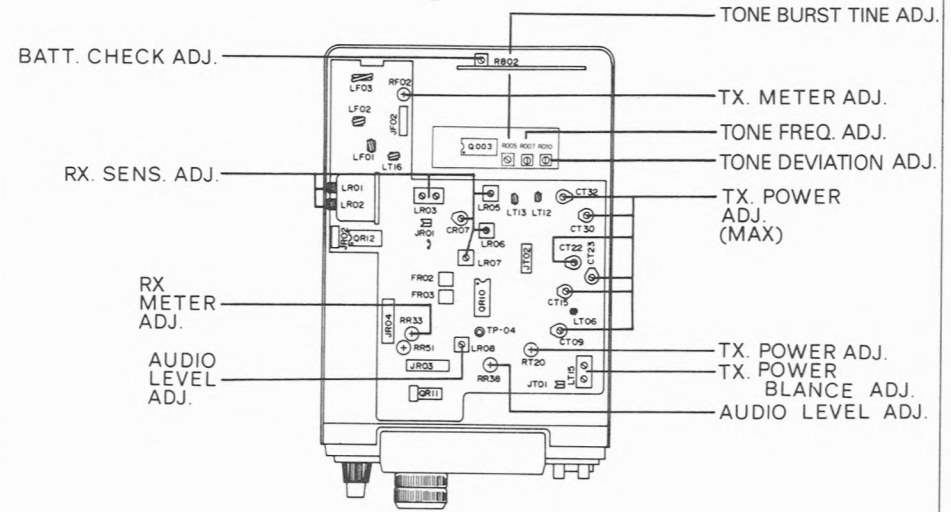 TONE BURST TINE ADJ.
BATT. CHECK ADJ.
R802
LF03
RF02
TX. METER ADJ.
LF02
JF02
TONE FREQ. ADJ.
Q003
R005 R007 R010
LF01
LT16
TONE DEVIATION ADJ.
RX. SENS. ADJ.
LR01
LR02
LR03
LR05
LT13
LT12
CT32
TX. POWER
ADJ.
(MAX)
CT30
JR01
CR07
LR06
JR02
QR12
CT22
CT23
LR07
JT02
FR02
FR03
QR10
CT15
LT06
RX
METER
ADJ.
JR04
RR33
TP-04
CT09
RR51
LR08
RT20
TX. POWER ADJ.
AUDIO
LEVEL
ADJ.
JR03
RR38
JT01
LT15
TX. POWER
BLANCE ADJ.
QR11
AUDIO LEVEL ADJ.